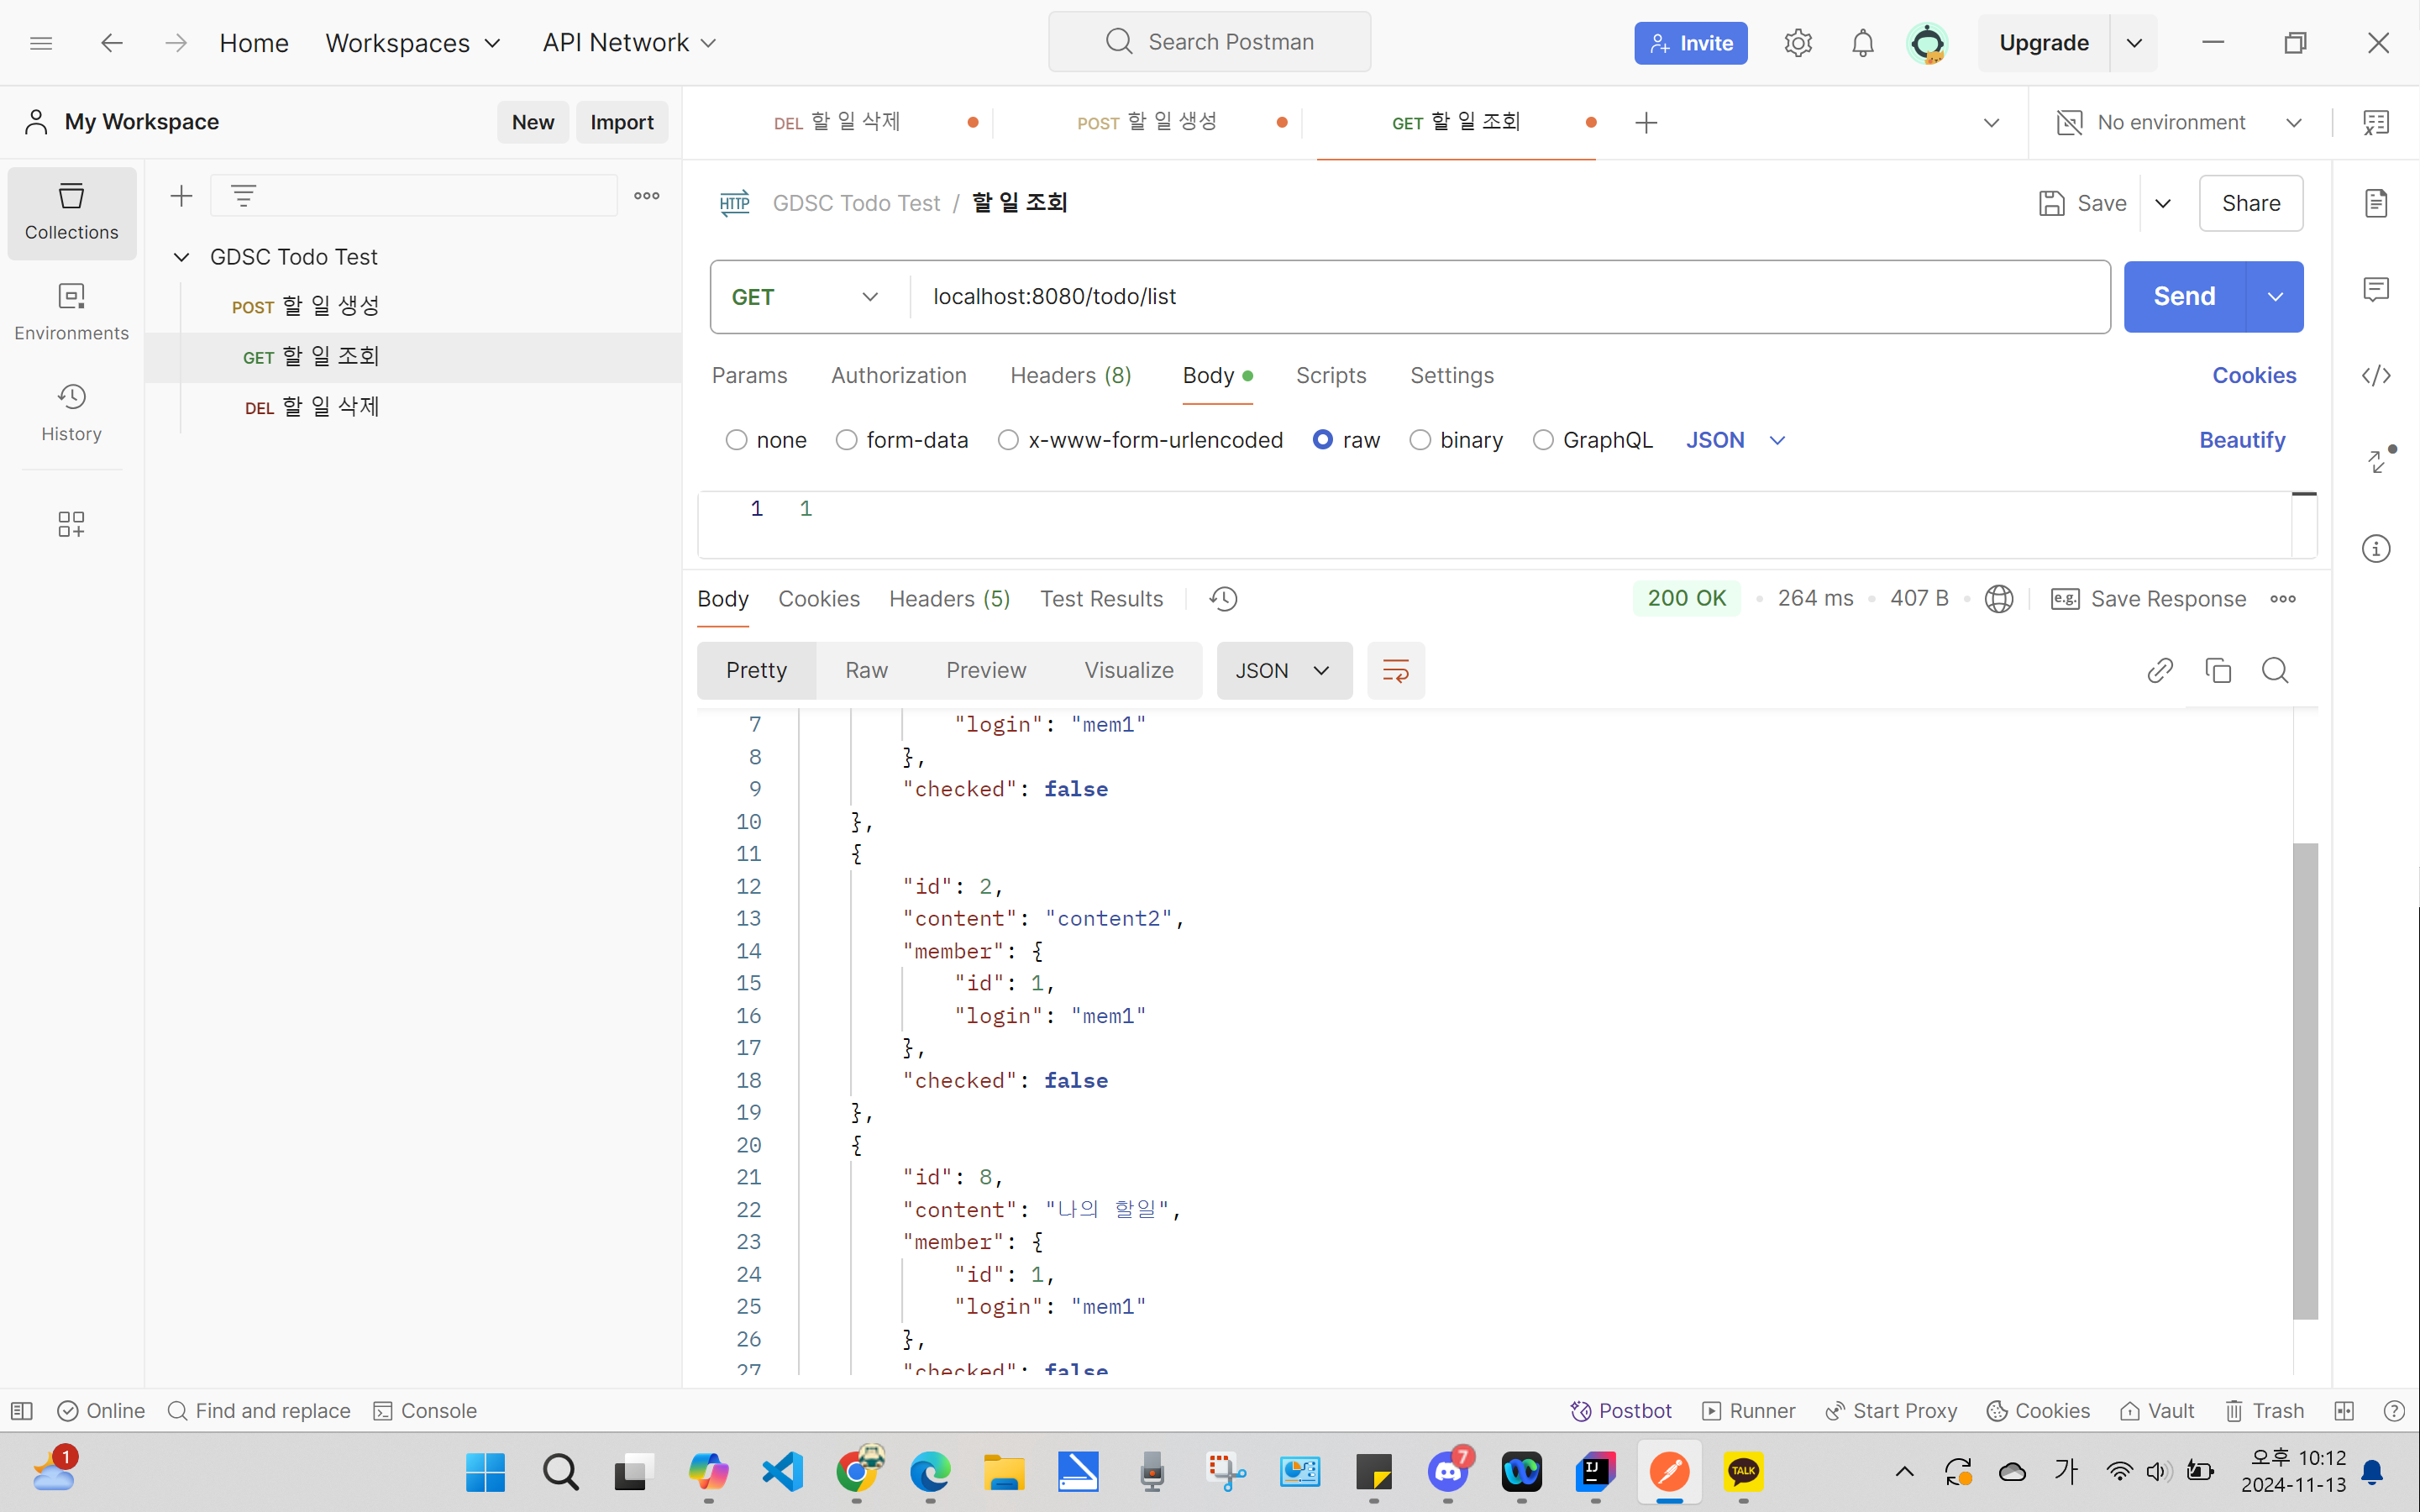 Home Workspaces API Network Search Postman Invite Upgrade
My Workspace New Import
DEL 할 일 삭제 POST 할 일 생성 GET 할 일 조회 No environment
Collections
Environments
History
GDSC Todo Test
POST 할 일 생성
GET 할 일 조회
DEL 할 일 삭제
HTTP GDSC Todo Test / 할 일 조회 Save Share
GET localhost:8080/todo/list Send
Params Authorization Headers (8) Body Scripts Settings Cookies
none form-data x-www-form-urlencoded raw binary GraphQL JSON Beautify
1 1
Body Cookies Headers (5) Test Results 200 OK 264 ms 407 B e.g. Save Response
Pretty Raw Preview Visualize JSON
7 "login": "mem1"
8 },
9 "checked": false
10 },
11 {
12 "id": 2,
13 "content": "content2",
14 "member": {
15 "id": 1,
16 "login": "mem1"
17 },
18 "checked": false
19 },
20 {
21 "id": 8,
22 "content": "나의 할일",
23 "member": {
24 "id": 1,
25 "login": "mem1"
26 },
27 "checked": false
Online Find and replace Console Postbot Runner Start Proxy Cookies Vault Trash
1 7 IJ TALK 가 오후 10:12
2024-11-13